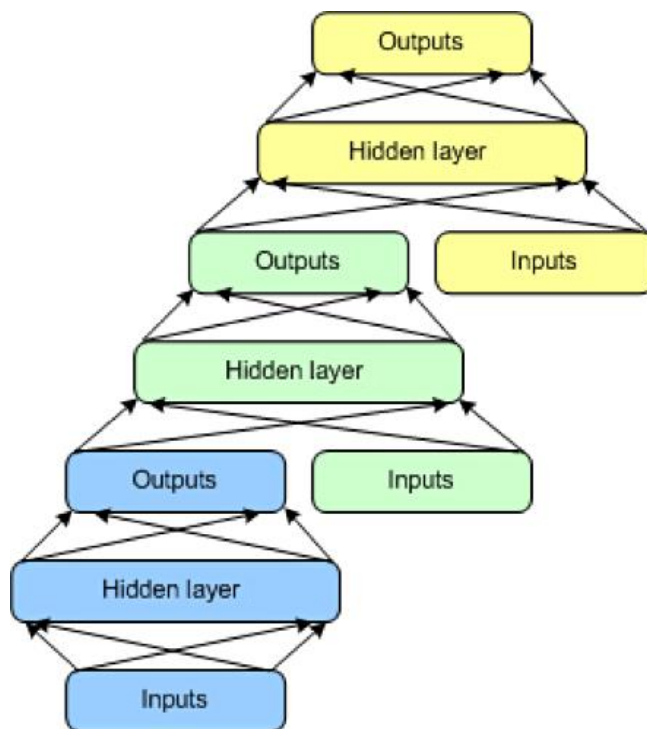 Outputs
Hidden layer
Outputs
Inputs
Hidden layer
Outputs
Inputs
Hidden layer
Inputs